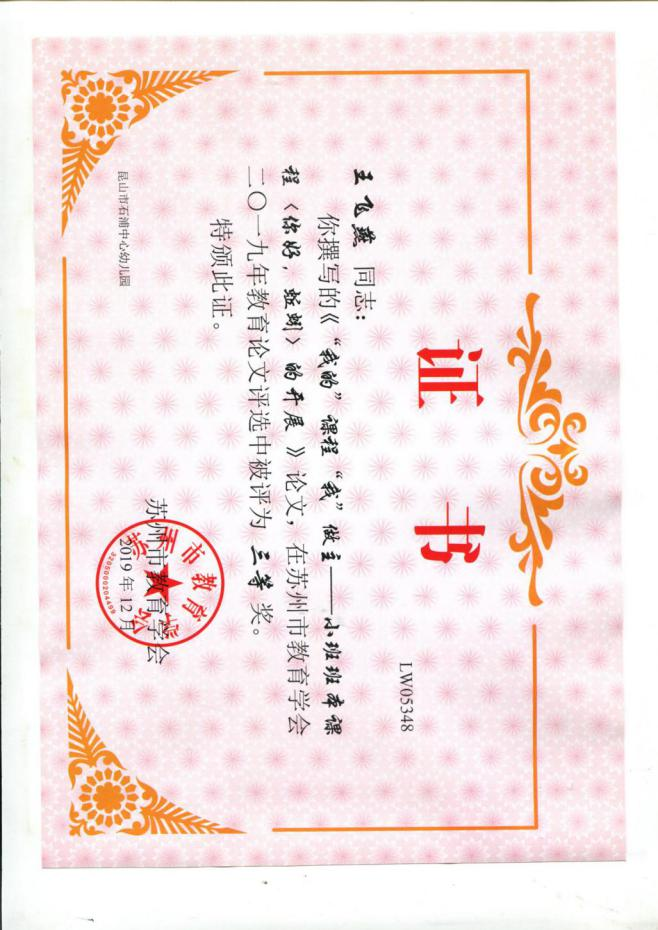 证 书
LW05348
王飞燕 同志：
你撰写的《“我的”课程“我”做主——小班班本课
程〈你好，蚯蚓〉的开展》论文，在苏州市教育学会
二〇一九年教育论文评选中被评为 三等 奖。
特颁此证。
苏州市教育学会
2019年12月
昆山市石浦中心幼儿园